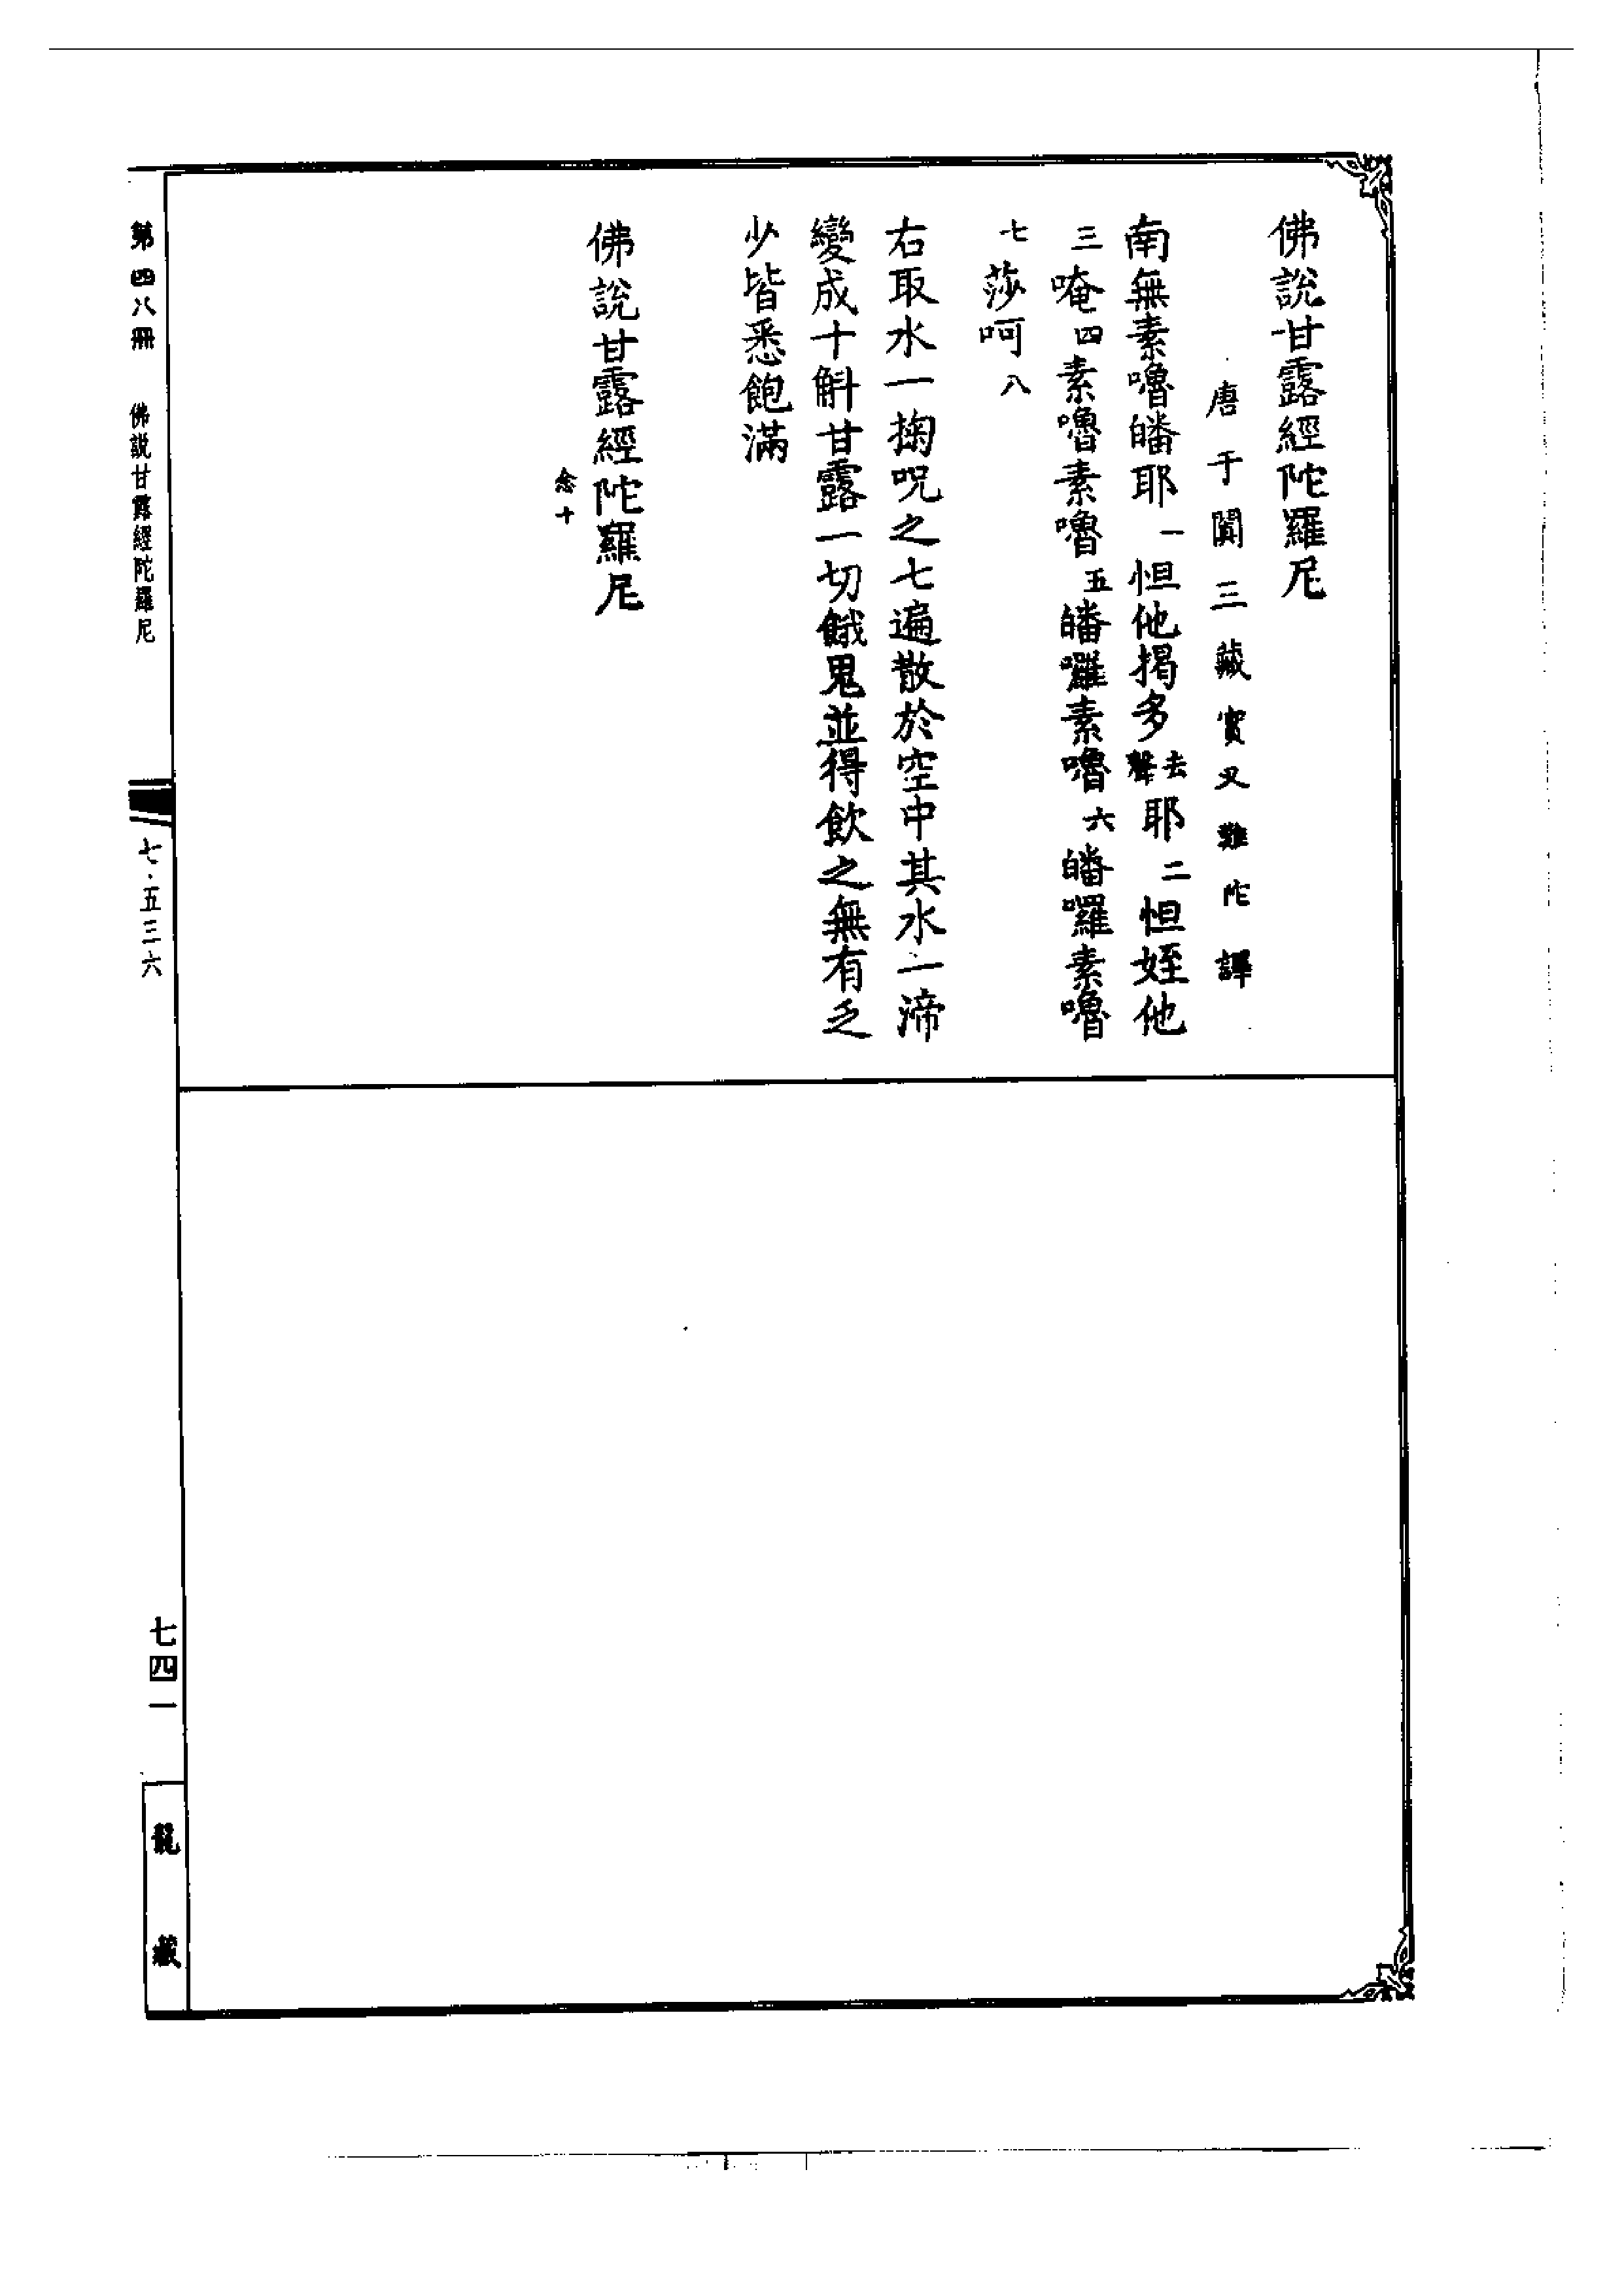 佛說甘露經陀羅尼
唐于闐三藏實叉難陀譯
南無素嚕皤耶一怛他揭多去聲耶二怛姪他
三唵四素嚕素嚕五皤囉素嚕六皤囉素嚕
七莎呵八
右取水一掬呪之七遍散於空中其水一渧
變成十斛甘露一切餓鬼並得飲之無有乏
少皆悉飽滿
佛說甘露經陀羅尼
念十
第四八冊 佛說甘露經陀羅尼
七·五三六
七四一
龍藏